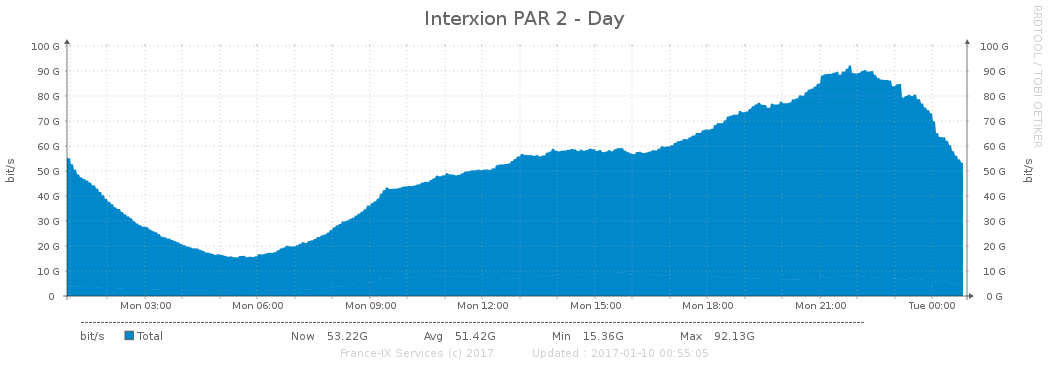 Interxion PAR 2 - Day
RRDTOOL / TOBI OETIKER
100 G 100 G
90 G 90 G
80 G 80 G
70 G 70 G
60 G 60 G
50 G 50 G
40 G 40 G
30 G 30 G
20 G 20 G
10 G 10 G
0 0 G
bit/s bit/s
Mon 03:00 Mon 06:00 Mon 09:00 Mon 12:00 Mon 15:00 Mon 18:00 Mon 21:00 Tue 00:00
bit/s Total Now 53.22G Avg 51.42G Min 15.36G Max 92.13G
France-IX Services (c) 2017 Updated : 2017-01-10 00:55:05